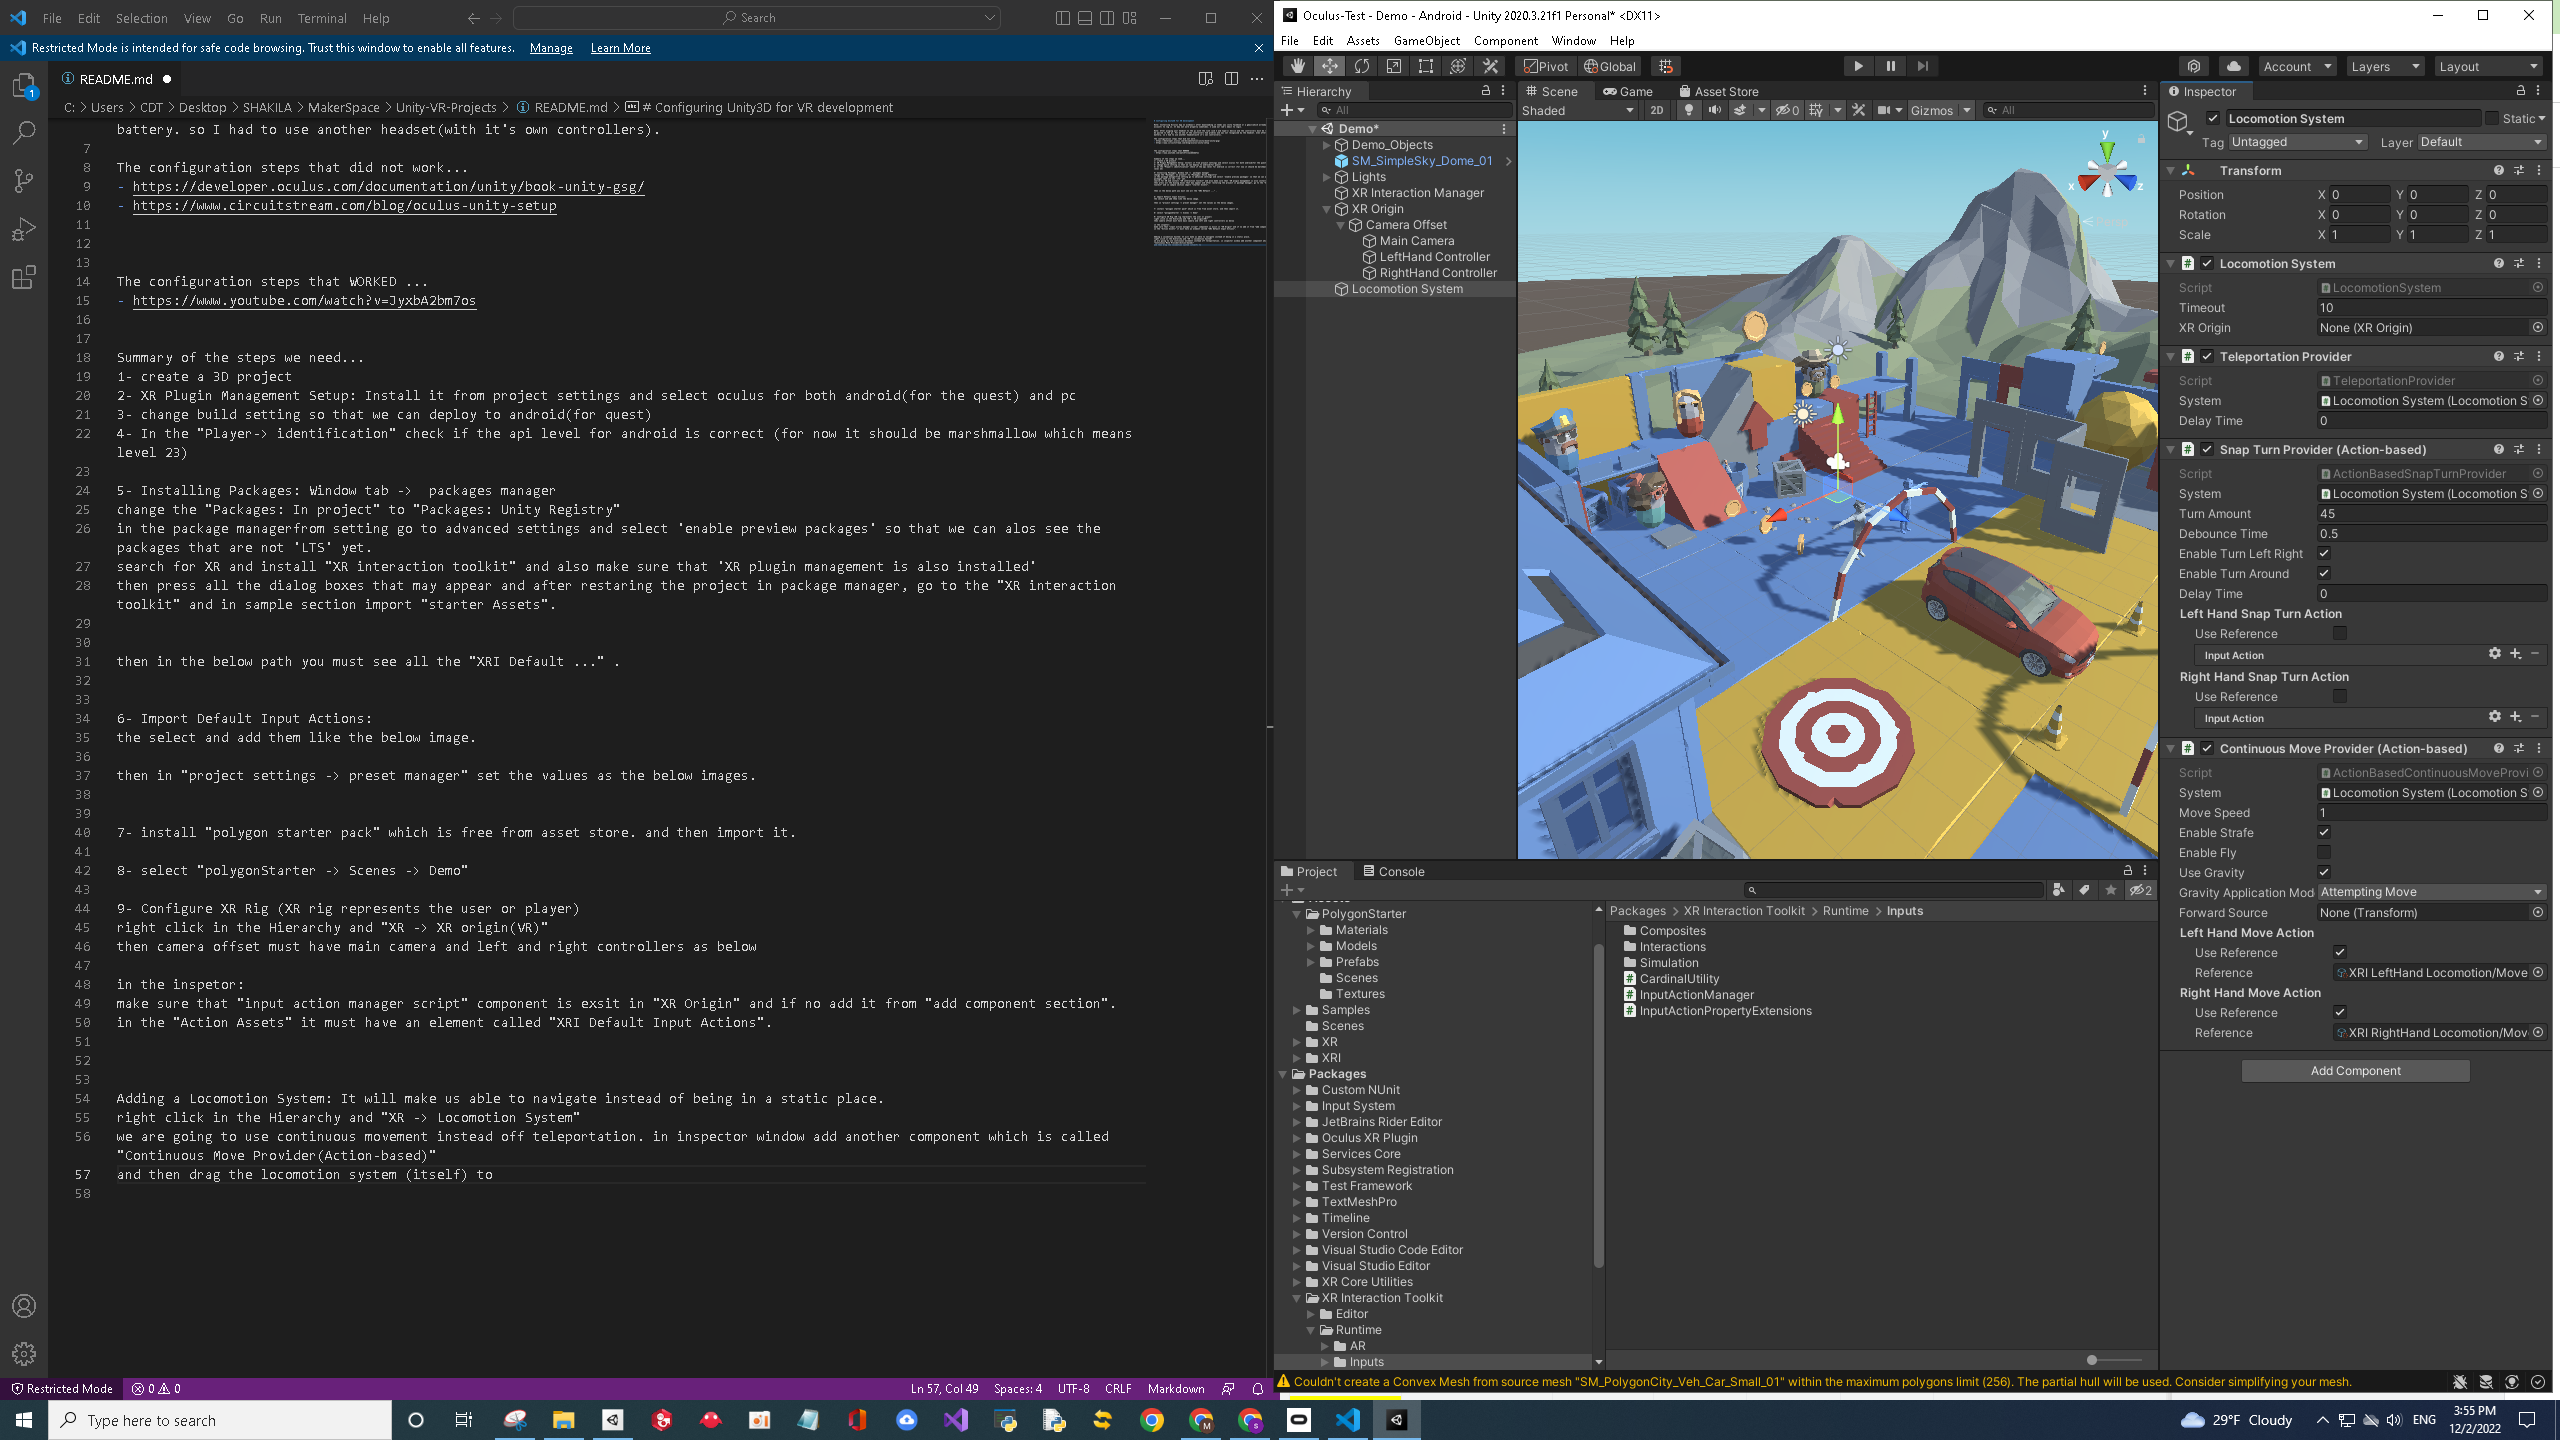 File Edit Selection View Go Run Terminal Help
Search
Restricted Mode is intended for safe code browsing. Trust this window to enable all features. Manage Learn More
README.md
C: > Users > CDT > Desktop > SHAKILA > MakerSpace > Unity-VR-Projects > README.md > # Configuring Unity3D for VR development
battery. so I had to use another headset(with it's own controllers).
7
8 The configuration steps that did not work...
9 - https://developer.oculus.com/documentation/unity/book-unity-gsg/
10 - https://www.circuitstream.com/blog/oculus-unity-setup
11
12
13
14 The configuration steps that WORKED ...
15 - https://www.youtube.com/watch?v=JyxbA2bm7os
16
17
18 Summary of the steps we need...
19 1- create a 3D project
20 2- XR Plugin Management Setup: Install it from project settings and select oculus for both android(for the quest) and pc
21 3- change build setting so that we can deploy to android(for quest)
22 4- In the "Player-> identification" check if the api level for android is correct (for now it should be marshmallow which means
level 23)
23
24 5- Installing Packages: Window tab ->  packages manager
25 change the "Packages: In project" to "Packages: Unity Registry"
26 in the package managerfrom setting go to advanced settings and select 'enable preview packages' so that we can alos see the
packages that are not 'LTS' yet.
27 search for XR and install "XR interaction toolkit" and also make sure that 'XR plugin management is also installed'
28 then press all the dialog boxes that may appear and after restaring the project in package manager, go to the "XR interaction
toolkit" and in sample section import "starter Assets".
29
30
31 then in the below path you must see all the "XRI Default ..." .
32
33
34 6- Import Default Input Actions:
35 the select and add them like the below image.
36
37 then in "project settings -> preset manager" set the values as the below images.
38
39
40 7- install "polygon starter pack" which is free from asset store. and then import it.
41
42 8- select "polygonStarter -> Scenes -> Demo"
43
44 9- Configure XR Rig (XR rig represents the user or player)
45 right click in the Hierarchy and "XR -> XR origin(VR)"
46 then camera offset must have main camera and left and right controllers as below
47
48 in the inspetor:
49 make sure that "input action manager script" component is exsit in "XR Origin" and if no add it from "add component section".
50 in the "Action Assets" it must have an element called "XRI Default Input Actions".
51
52
53
54 Adding a Locomotion System: It will make us able to navigate instead of being in a static place.
55 right click in the Hierarchy and "XR -> Locomotion System"
56 we are going to use continuous movement instead off teleportation. in inspector window add another component which is called
"Continuous Move Provider(Action-based)"
57 and then drag the locomotion system (itself) to
58
1
Restricted Mode 0 0 Ln 57, Col 49 Spaces: 4 UTF-8 CRLF Markdown
Oculus-Test - Demo - Android - Unity 2020.3.21f1 Personal* <DX11>
File Edit Assets GameObject Component Window Help
Pivot Global Account Layers Layout
Hierarchy
All
Demo*
Demo_Objects
SM_SimpleSky_Dome_01
Lights
XR Interaction Manager
XR Origin
Camera Offset
Main Camera
LeftHand Controller
RightHand Controller
Locomotion System
Scene Game Asset Store
Shaded 2D 0 Gizmos All
y
x z
Project Console
2
PolygonStarter
Materials
Models
Prefabs
Scenes
Textures
Samples
Scenes
XR
XRI
Packages
Custom NUnit
Input System
JetBrains Rider Editor
Oculus XR Plugin
Services Core
Subsystem Registration
Test Framework
TextMeshPro
Timeline
Version Control
Visual Studio Code Editor
Visual Studio Editor
XR Core Utilities
XR Interaction Toolkit
Editor
Runtime
AR
Inputs
Packages > XR Interaction Toolkit > Runtime > Inputs
Composites
Interactions
Simulation
CardinalUtility
InputActionManager
InputActionPropertyExtensions
Inspector
Locomotion System Static
Tag Untagged Layer Default
Transform
Position X 0 Y 0 Z 0
Rotation X 0 Y 0 Z 0
Scale X 1 Y 1 Z 1
Locomotion System
Script LocomotionSystem
Timeout 10
XR Origin None (XR Origin)
Teleportation Provider
Script TeleportationProvider
System Locomotion System (Locomotion S
Delay Time 0
Snap Turn Provider (Action-based)
Script ActionBasedSnapTurnProvider
System Locomotion System (Locomotion S
Turn Amount 45
Debounce Time 0.5
Enable Turn Left Right
Enable Turn Around
Delay Time 0
Left Hand Snap Turn Action
Use Reference
Input Action
Right Hand Snap Turn Action
Use Reference
Input Action
Continuous Move Provider (Action-based)
Script ActionBasedContinuousMoveProvi
System Locomotion System (Locomotion S
Move Speed 1
Enable Strafe
Enable Fly
Use Gravity
Gravity Application Mod Attempting Move
Forward Source None (Transform)
Left Hand Move Action
Use Reference
Reference XRI LeftHand Locomotion/Move
Right Hand Move Action
Use Reference
Reference XRI RightHand Locomotion/Mov
Add Component
Couldn't create a Convex Mesh from source mesh "SM_PolygonCity_Veh_Car_Small_01" within the maximum polygons limit (256). The partial hull will be used. Consider simplifying your mesh.
Type here to search
29°F Cloudy ENG 3:55 PM
12/2/2022